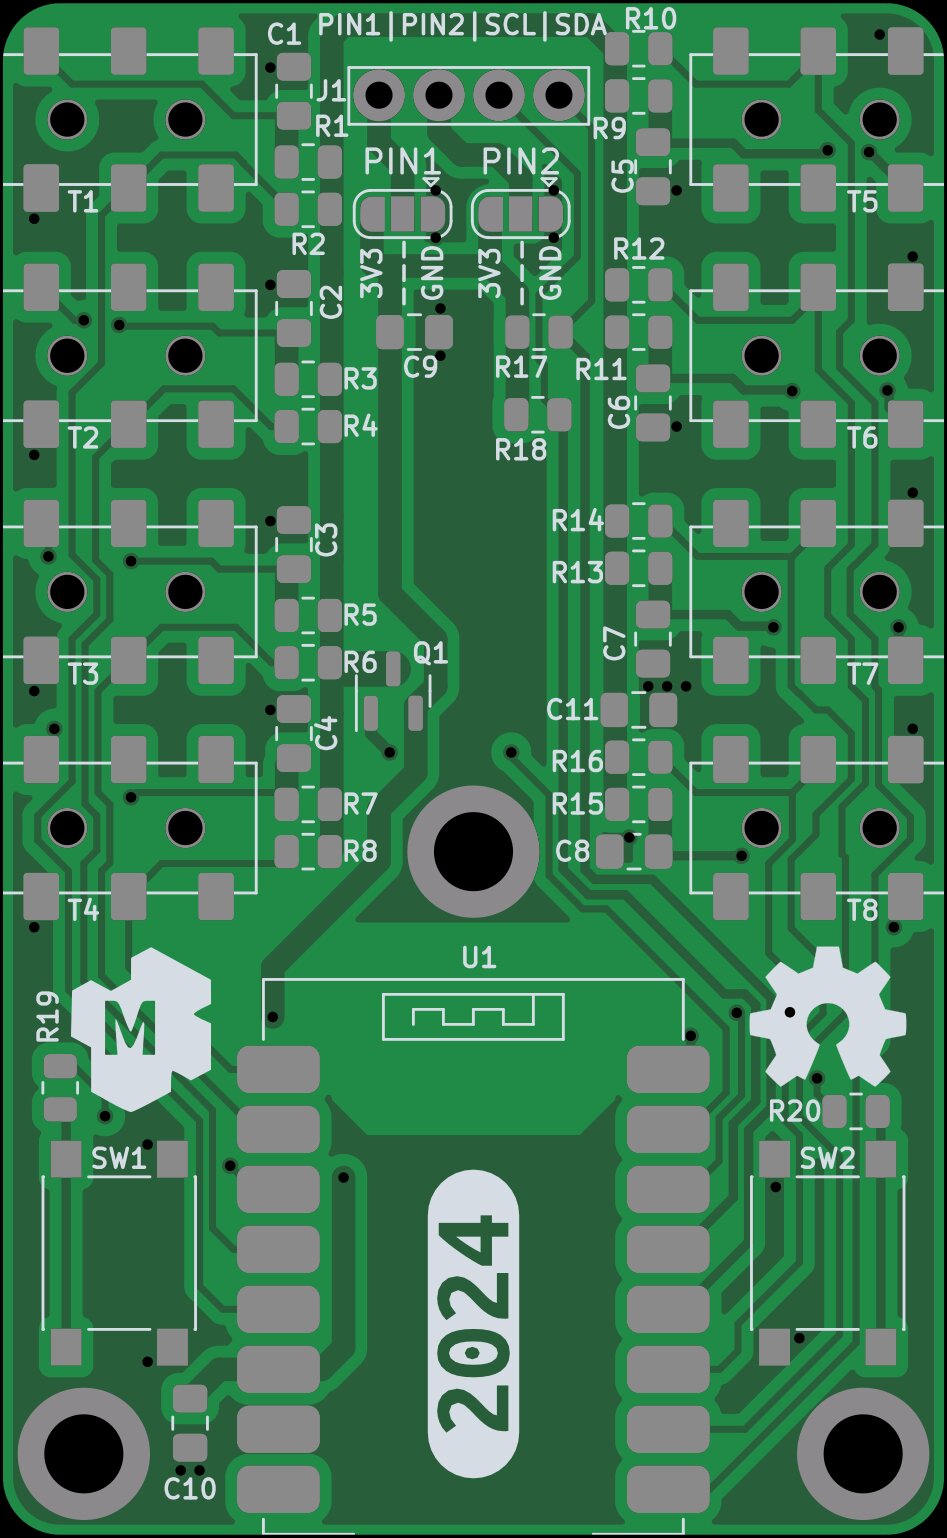 PIN1|PIN2|SCL|SDA
R10
C1
J1
R1
R9
PIN1
PIN2
C5
T1
T5
R2
R12
3V3
GND
3V3
GND
C2
C9
R17
R11
R3
C6
R4
T2
T6
R18
R14
C3
R13
R5
C7
Q1
R6
T3
T7
C4
C11
R16
R7
R15
R8
C8
T4
T8
U1
R19
M
R20
SW1
SW2
2024
C10